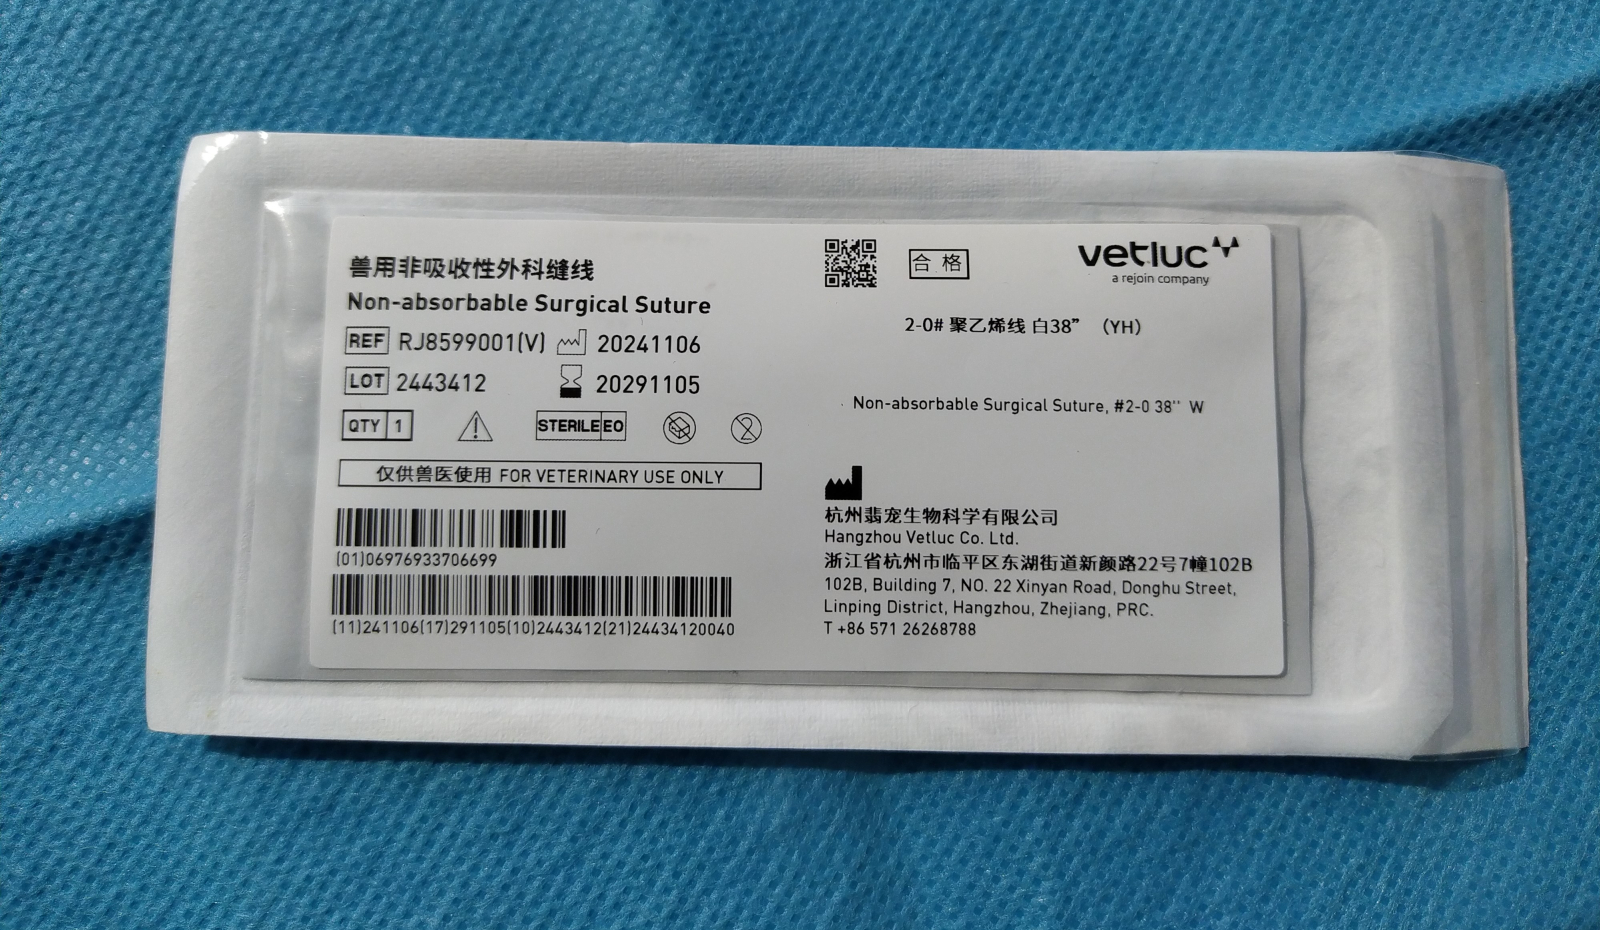 兽用非吸收性外科缝线
Non-absorbable Surgical Suture
REF RJ8599001(V) 20241106
LOT 2443412 20291105
QTY 1 STERILE EO 2
仅供兽医使用 FOR VETERINARY USE ONLY
(01)06976933706699
(11)241106(17)291105(10)2443412(21)24434120040
合格
vetluc
a rejoin company
2-0# 聚乙烯线 白38” （YH）
Non-absorbable Surgical Suture, #2-0 38'' W
杭州翡宠生物科学有限公司
Hangzhou Vetluc Co. Ltd.
浙江省杭州市临平区东湖街道新颜路22号7幢102B
102B, Building 7, NO. 22 Xinyan Road, Donghu Street,
Linping District, Hangzhou, Zhejiang, PRC.
T +86 571 26268788